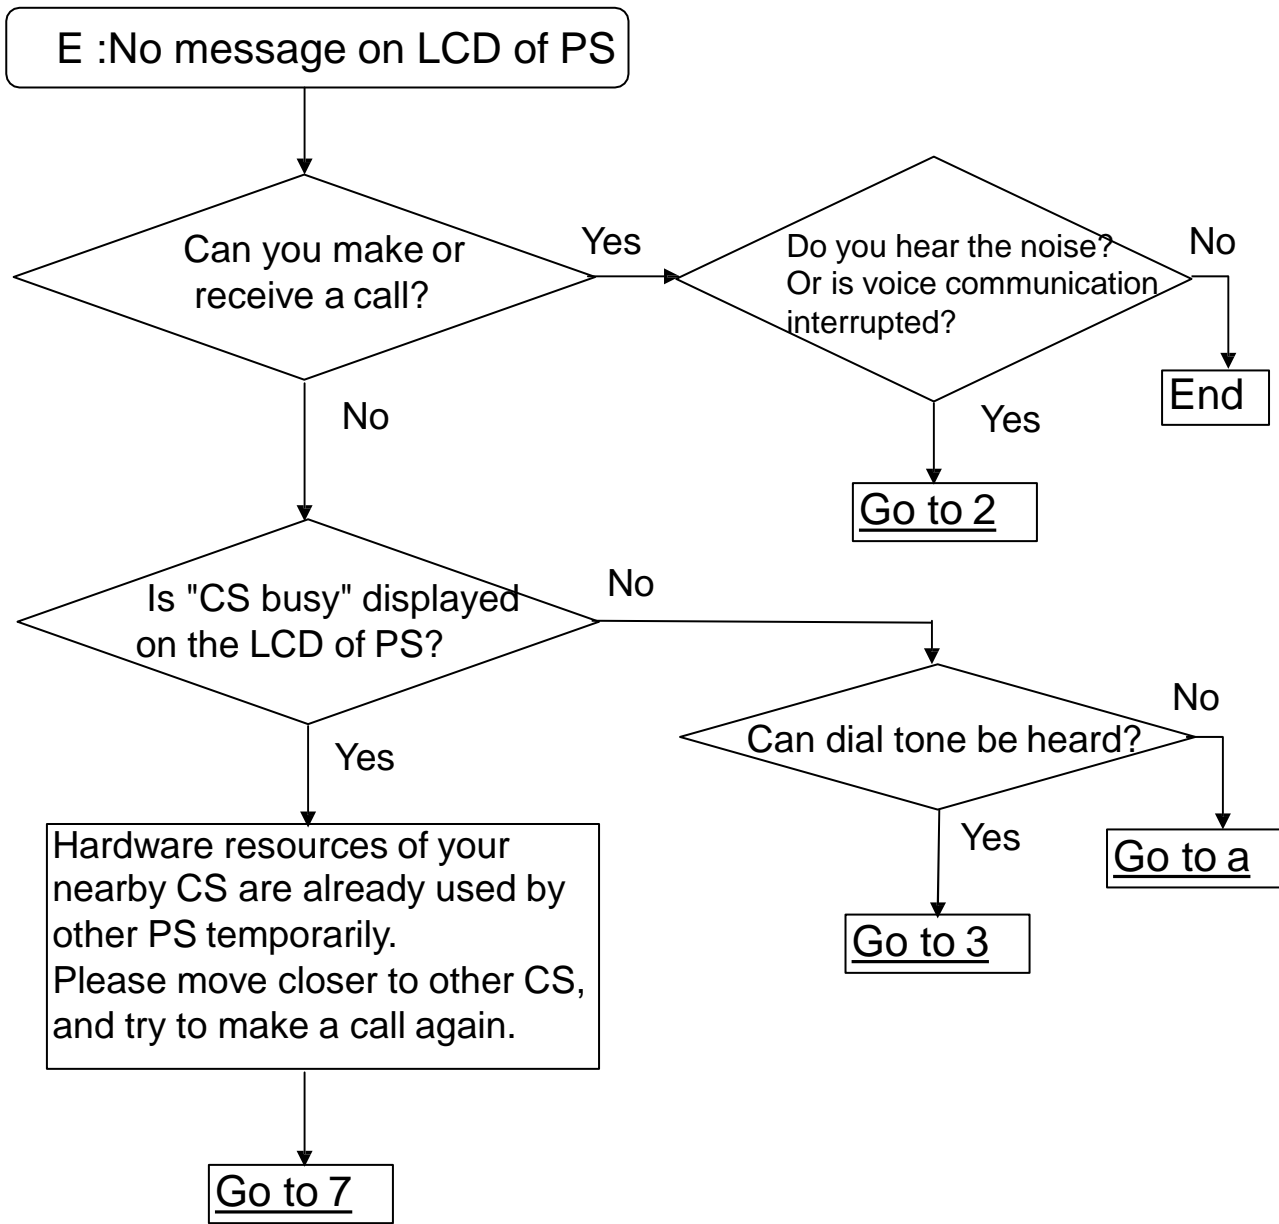 E :No message on LCD of PS
Can you make or
receive a call?
Yes
Do you hear the noise?
Or is voice communication
interrupted?
No
End
Yes
Go to 2
No
Is "CS busy" displayed
on the LCD of PS?
No
Can dial tone be heard?
No
Go to a
Yes
Go to 3
Yes
Hardware resources of your
nearby CS are already used by
other PS temporarily.
Please move closer to other CS,
and try to make a call again.
Go to 7